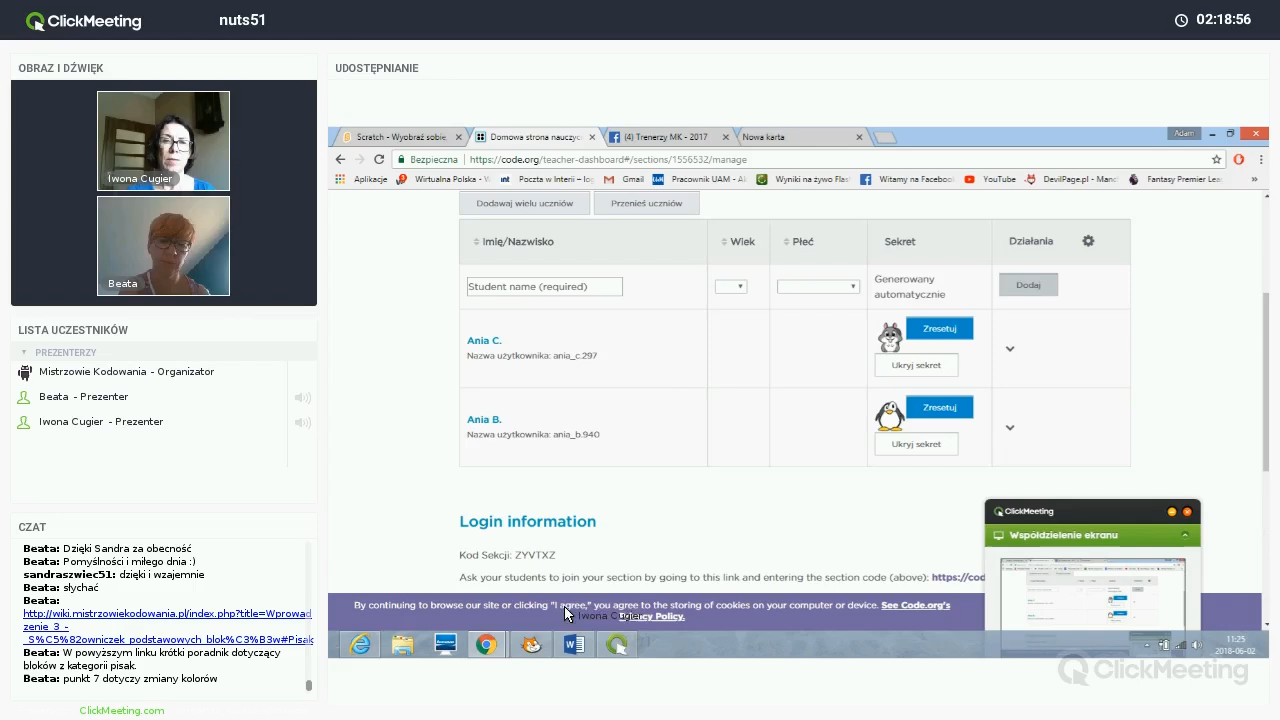 ClickMeeting
nuts51
02:18:56
OBRAZ I DŹWIĘK
UDOSTĘPNIANIE
Iwona Cugier
Beata
LISTA UCZESTNIKÓW
PREZENTERZY
Mistrzowie Kodowania - Organizator
Beata - Prezenter
Iwona Cugier - Prezenter
CZAT
Beata: Dzięki Sandra za obecność
Beata: Pomyślności i miłego dnia :)
sandraszwiec51: dzięki i wzajemnie
Beata: słychać
Beata:
http://wiki.mistrzowiekodowania.pl/index.php?title=Wprowad
zenie_3_-
_S%C5%82owniczek_podstawowych_blok%C3%B3w#Pisak
Beata: W powyższym linku krótki poradnik dotyczący
bloków z kategorii pisak.
Beata: punkt 7 dotyczy zmiany kolorów
ClickMeeting.com
Scratch - Wybraź sobie
Domowa strona nauczyc
(4) Trenerzy MK - 2017
Nowa karta
Adam
Bezpieczna
https://code.org/teacher-dashboard#/sections/1556532/manage
Aplikacje
Wirtualna Polska - W
Poczta w Interii – log
Gmail
Pracownik UAM - Ak
Wyniki na żywo Flas
Witamy na Facebool
YouTube
DevilPage.pl - Manc
Fantasy Premier Lea
»
Dodawaj wielu uczniów
Przenieś uczniów
Imię/Nazwisko
Wiek
Płeć
Sekret
Działania
Student name (required)
Generowany
automatycznie
Dodaj
Ania C.
Nazwa użytkownika: ania_c.297
Zresetuj
Ukryj sekret
Ania B.
Nazwa użytkownika: ania_b.940
Zresetuj
Ukryj sekret
Login information
Kod Sekcji: ZYVTXZ
Ask your students to join your section by going to this link and entering the section code (above): https://cod
By continuing to browse our site or clicking "I agree," you agree to the storing of cookies on your computer or device. See Code.org's
Privacy Policy.
Iwona Cugier
ClickMeeting
Współdzielenie ekranu
11:25
2018-06-02
ClickMeeting